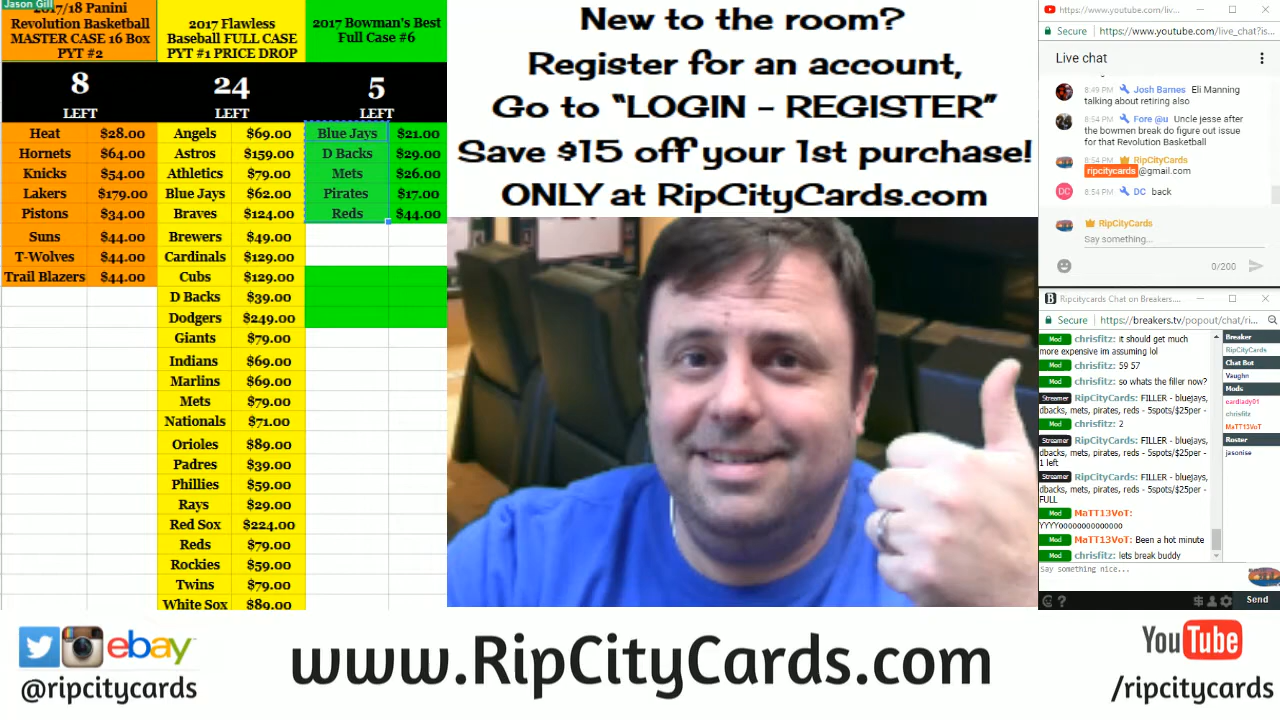 Jason Gill
2017/18 Panini
Revolution Basketball
MASTER CASE 16 Box
PYT #2
8
LEFT
Heat $28.00
Hornets $64.00
Knicks $54.00
Lakers $179.00
Pistons $34.00
Suns $44.00
T-Wolves $44.00
Trail Blazers $44.00
2017 Flawless
Baseball FULL CASE
PYT #1 PRICE DROP
24
LEFT
Angels $69.00
Astros $159.00
Athletics $79.00
Blue Jays $62.00
Braves $124.00
Brewers $49.00
Cardinals $129.00
Cubs $129.00
D Backs $39.00
Dodgers $249.00
Giants $79.00
Indians $69.00
Marlins $69.00
Mets $79.00
Nationals $71.00
Orioles $89.00
Padres $39.00
Phillies $59.00
Rays $29.00
Red Sox $224.00
Reds $79.00
Rockies $59.00
Twins $79.00
White Sox $89.00
2017 Bowman's Best
Full Case #6
5
LEFT
Blue Jays $21.00
D Backs $29.00
Mets $26.00
Pirates $17.00
Reds $44.00
New to the room?
Register for an account,
Go to “LOGIN - REGISTER”
Save $15 off your 1st purchase!
ONLY at RipCityCards.com
https://www.youtube.com/liv...
Secure https://www.youtube.com/live_chat?is...
Live chat
8:49 PM Josh Barnes Eli Manning
talking about retiring also
8:54 PM Fore @u Uncle jesse after
the bowmen break do figure out issue
for that Revolution Basketball
8:54 PM RipCityCards
ripcitycards@gmail.com
DC 8:54 PM DC back
RipCityCards
Say something...
0/200
B Ripcitycards Chat on Breakers....
Secure https://breakers.tv/popout/chat/ri...
Mod chrisfitz: it should get much
more expensive im assuming lol
Mod chrisfitz: 59 57
Mod chrisfitz: so whats the filler now?
Streamer RipCityCards: FILLER - bluejays,
dbacks, mets, pirates, reds - 5spots/$25per -
Mod chrisfitz: 2
Streamer RipCityCards: FILLER - bluejays,
dbacks, mets, pirates, reds - 5spots/$25per -
1 left
Streamer RipCityCards: FILLER - bluejays,
dbacks, mets, pirates, reds - 5spots/$25per -
FULL
Mod MaTT13VoT:
Mod MaTT13VoT: Been a hot minute
Mod chrisfitz: lets break buddy
Say something nice...
Send
Breaker
RipCityCards
Chat Bot
Vaughn
Mods
cardlady01
chrisfitz
MaTT13VoT
Roster
jasonise
ebay
@ripcitycards
www.RipCityCards.com
YouTube
/ripcitycards